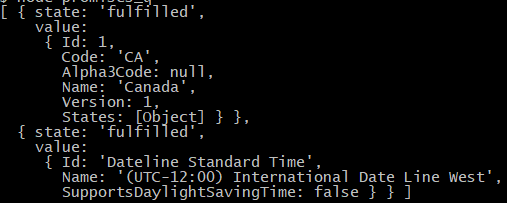 [ { state: 'fulfilled',
value:
{ Id: 1,
Code: 'CA',
Alpha3Code: null,
Name: 'Canada',
Version: 1,
States: [Object] } },
{ state: 'fulfilled',
value:
{ Id: 'Dateline Standard Time',
Name: '(UTC-12:00) International Date Line West',
SupportsDaylightSavingTime: false } } ]